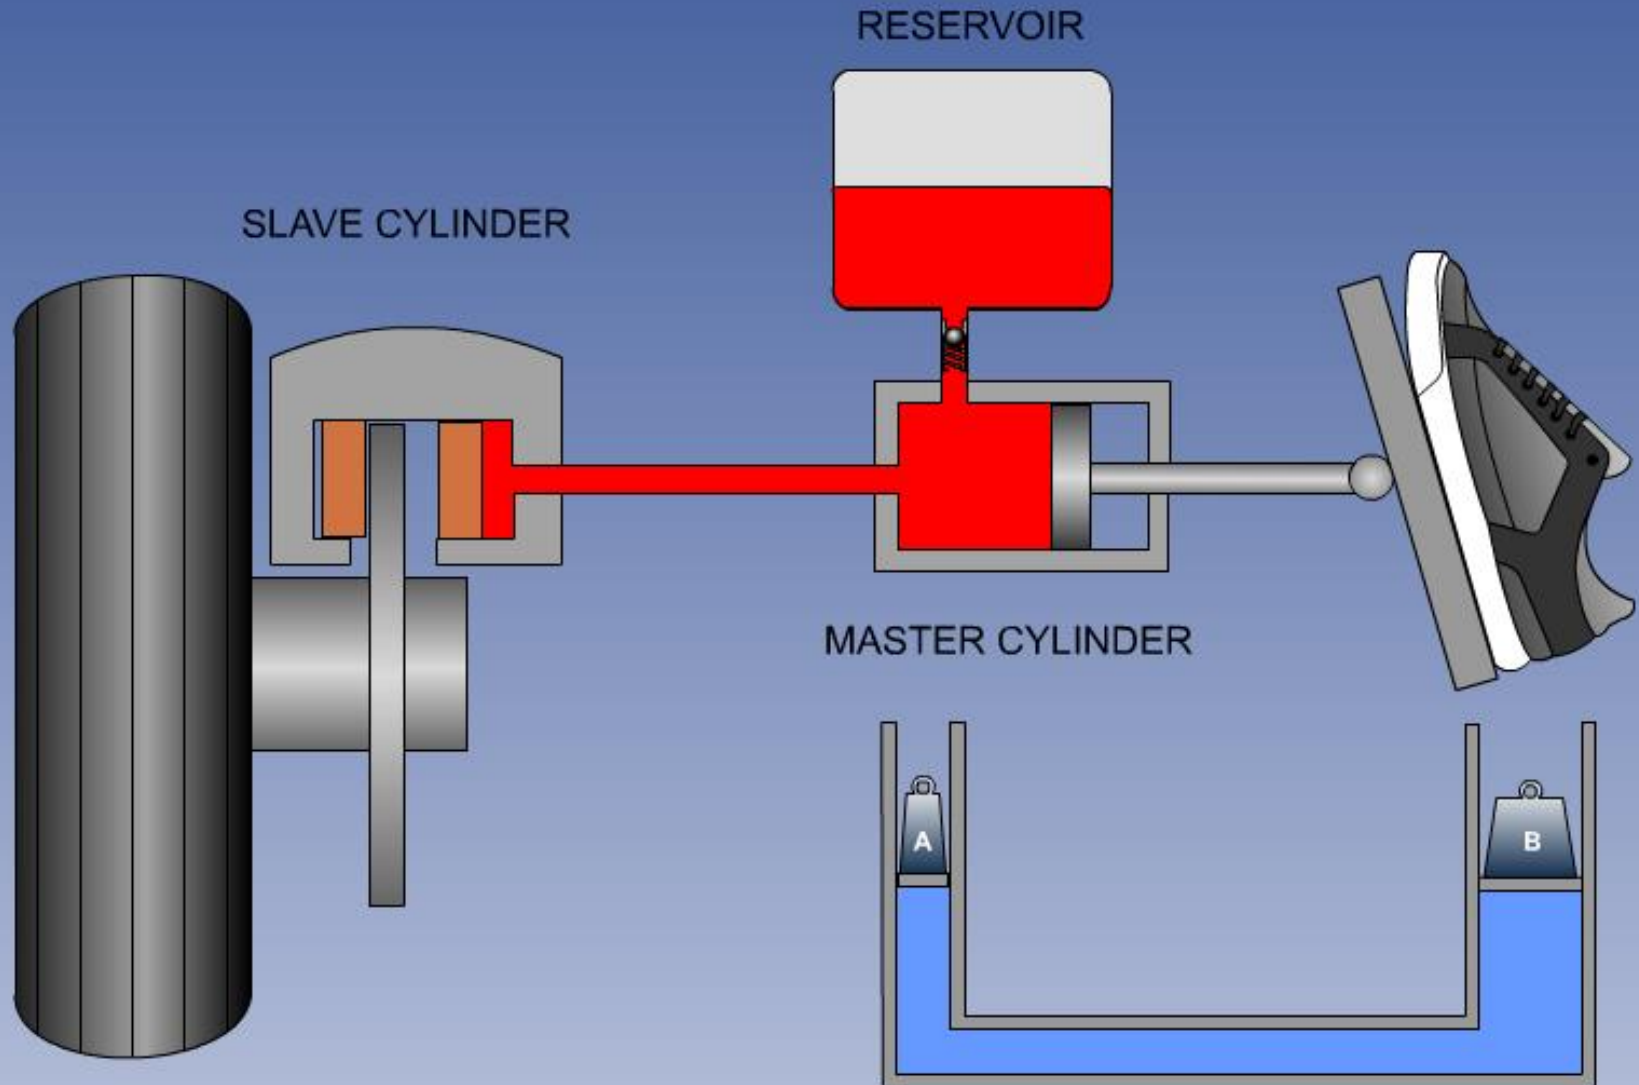 RESERVOIR
SLAVE CYLINDER
MASTER CYLINDER
A
B